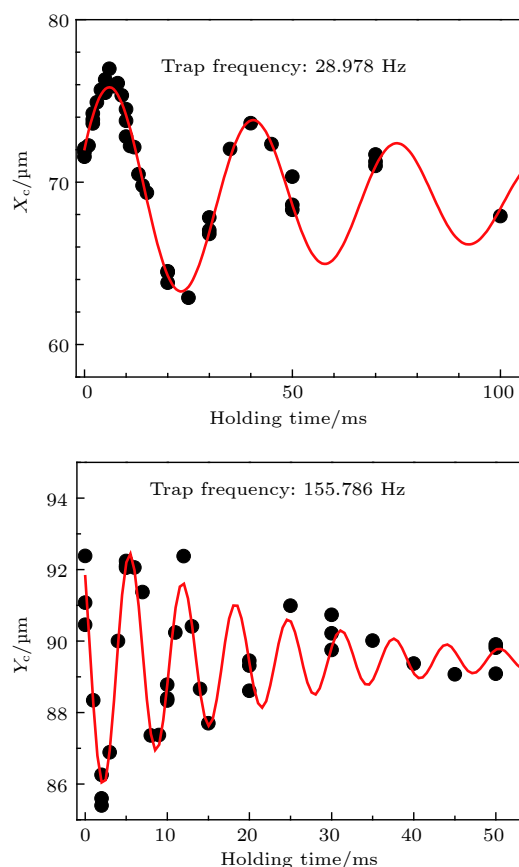 80
Trap frequency: 28.978 Hz
70
60
Xc/μm
0
50
100
Holding time/ms
Trap frequency: 155.786 Hz
94
92
90
88
86
Yc/μm
0
10
20
30
40
50
Holding time/ms